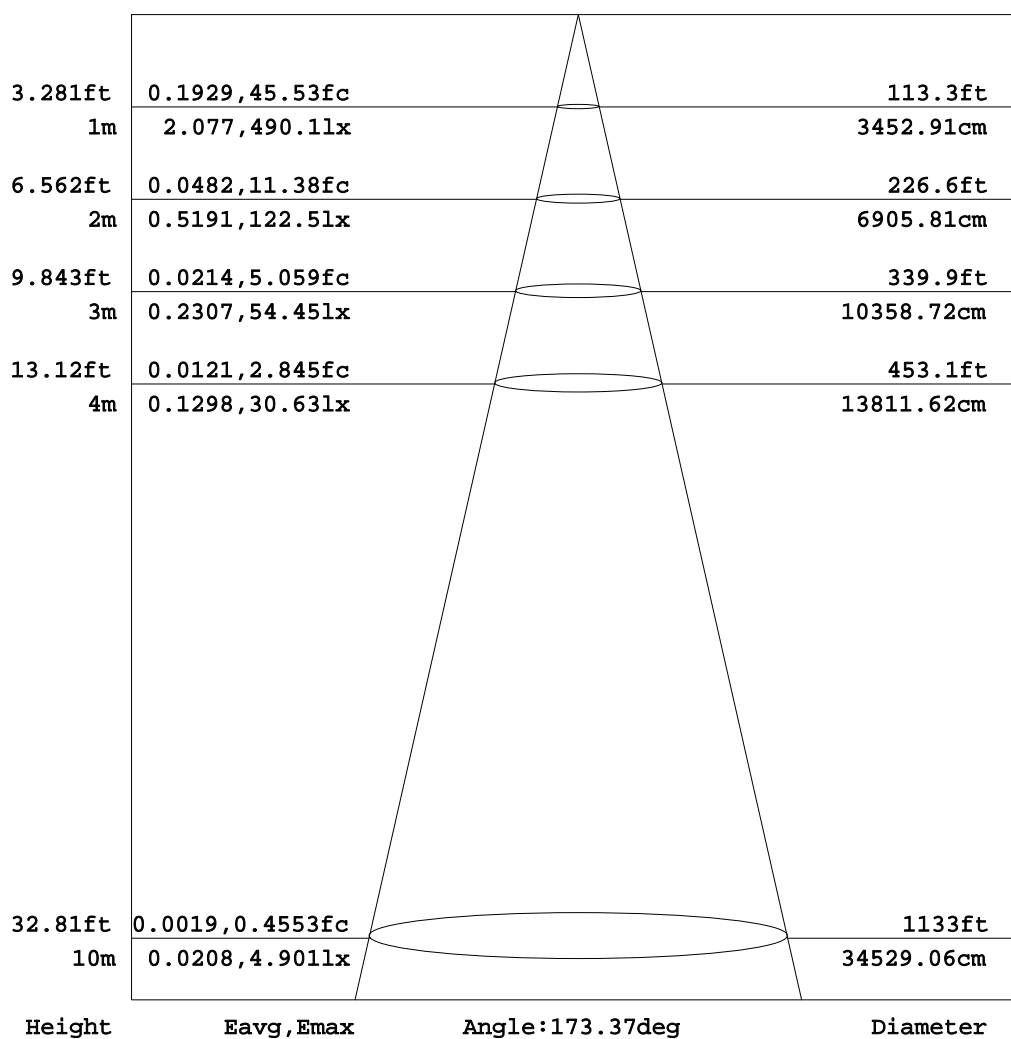 3.281ft 0.1929,45.53fc 113.3ft
1m 2.077,490.1lx 3452.91cm
6.562ft 0.0482,11.38fc 226.6ft
2m 0.5191,122.5lx 6905.81cm
9.843ft 0.0214,5.059fc 339.9ft
3m 0.2307,54.45lx 10358.72cm
13.12ft 0.0121,2.845fc 453.1ft
4m 0.1298,30.63lx 13811.62cm
32.81ft 0.0019,0.4553fc 1133ft
10m 0.0208,4.901lx 34529.06cm
Height Eavg,Emax Angle:173.37deg Diameter